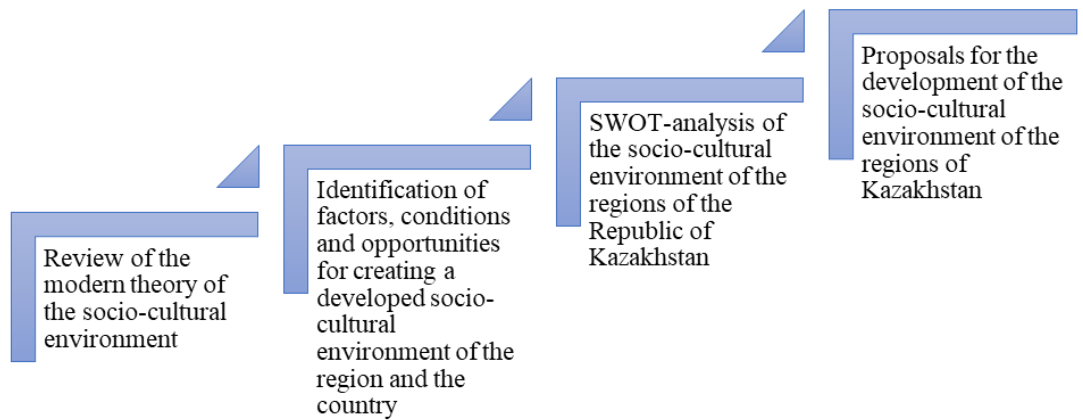 Review of the
modern theory of
the socio-cultural
environment
Identification of
factors, conditions
and opportunities
for creating a
developed socio-
cultural
environment of the
region and the
country
SWOT-analysis of
the socio-cultural
environment of the
regions of the
Republic of
Kazakhstan
Proposals for the
development of the
socio-cultural
environment of the
regions of
Kazakhstan